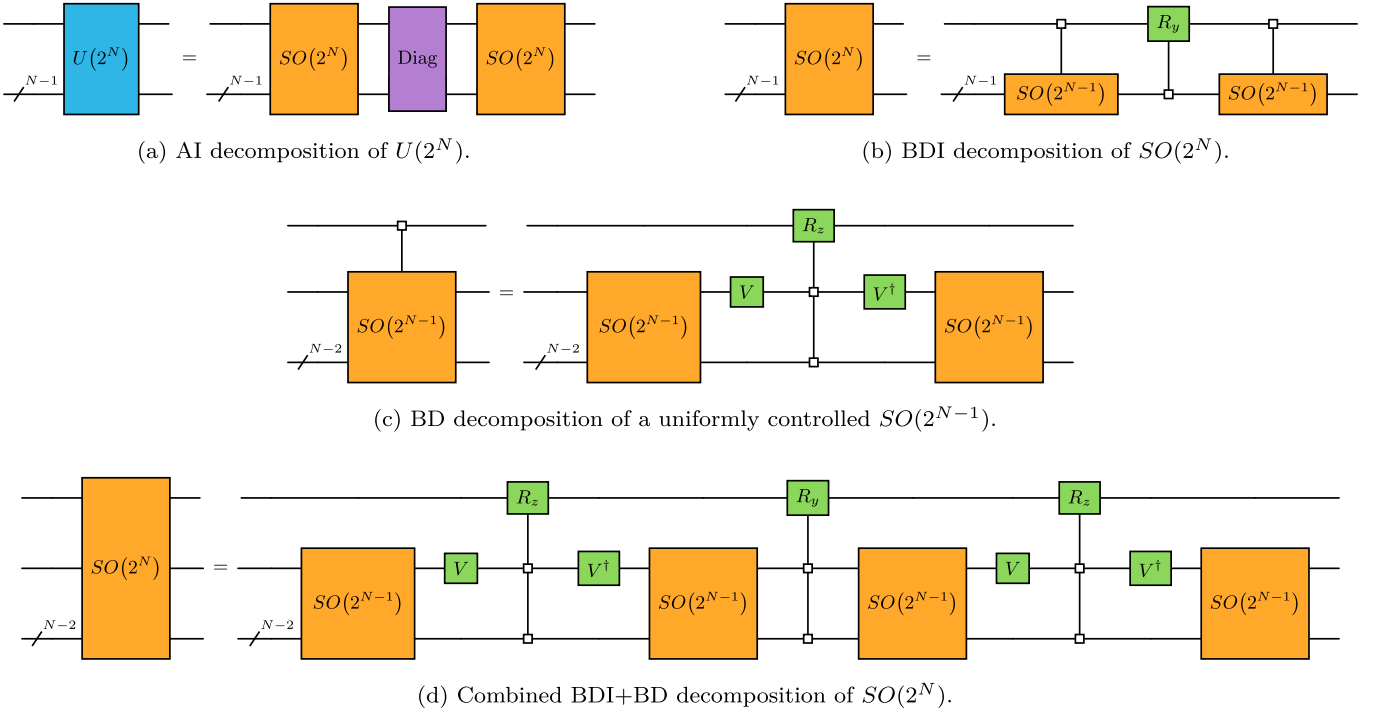 U(2^N) = SO(2^N) Diag SO(2^N)
N−1 N−1
(a) AI decomposition of U(2^N).
SO(2^N) = R_y
N−1 N−1 SO(2^{N−1}) SO(2^{N−1})
(b) BDI decomposition of SO(2^N).
R_z
= V V†
SO(2^{N−1}) SO(2^{N−1}) SO(2^{N−1})
N−2 N−2
(c) BD decomposition of a uniformly controlled SO(2^{N−1}).
R_z R_y R_z
SO(2^N) = V V† V V†
SO(2^{N−1}) SO(2^{N−1}) SO(2^{N−1}) SO(2^{N−1})
N−2 N−2
(d) Combined BDI+BD decomposition of SO(2^N).